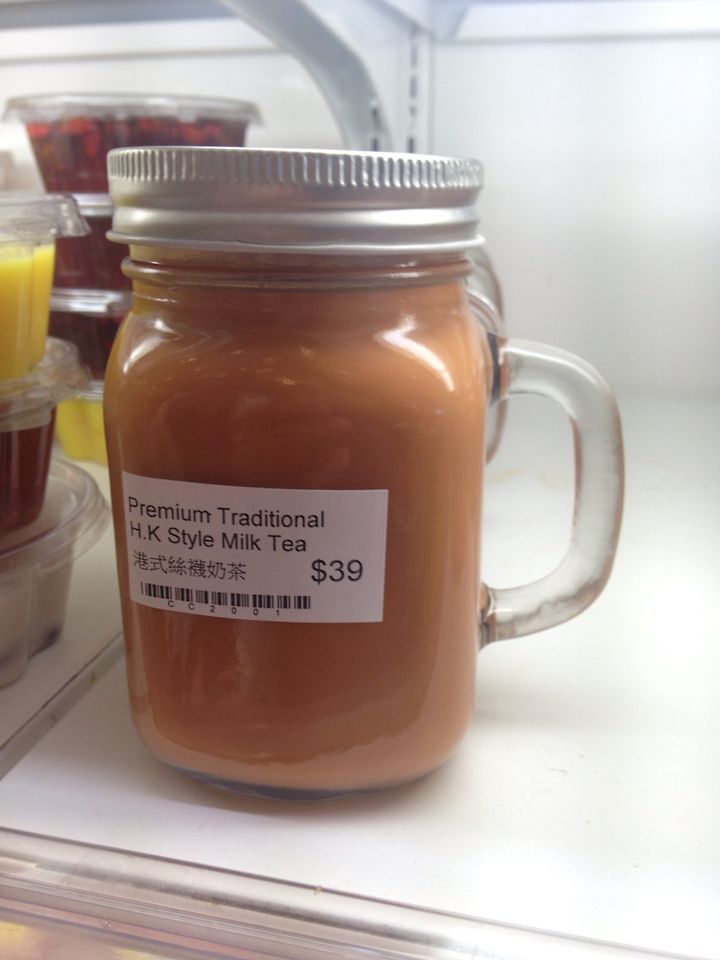 Premium Traditional
H.K Style Milk Tea
港式絲襪奶茶 $39
CC2001